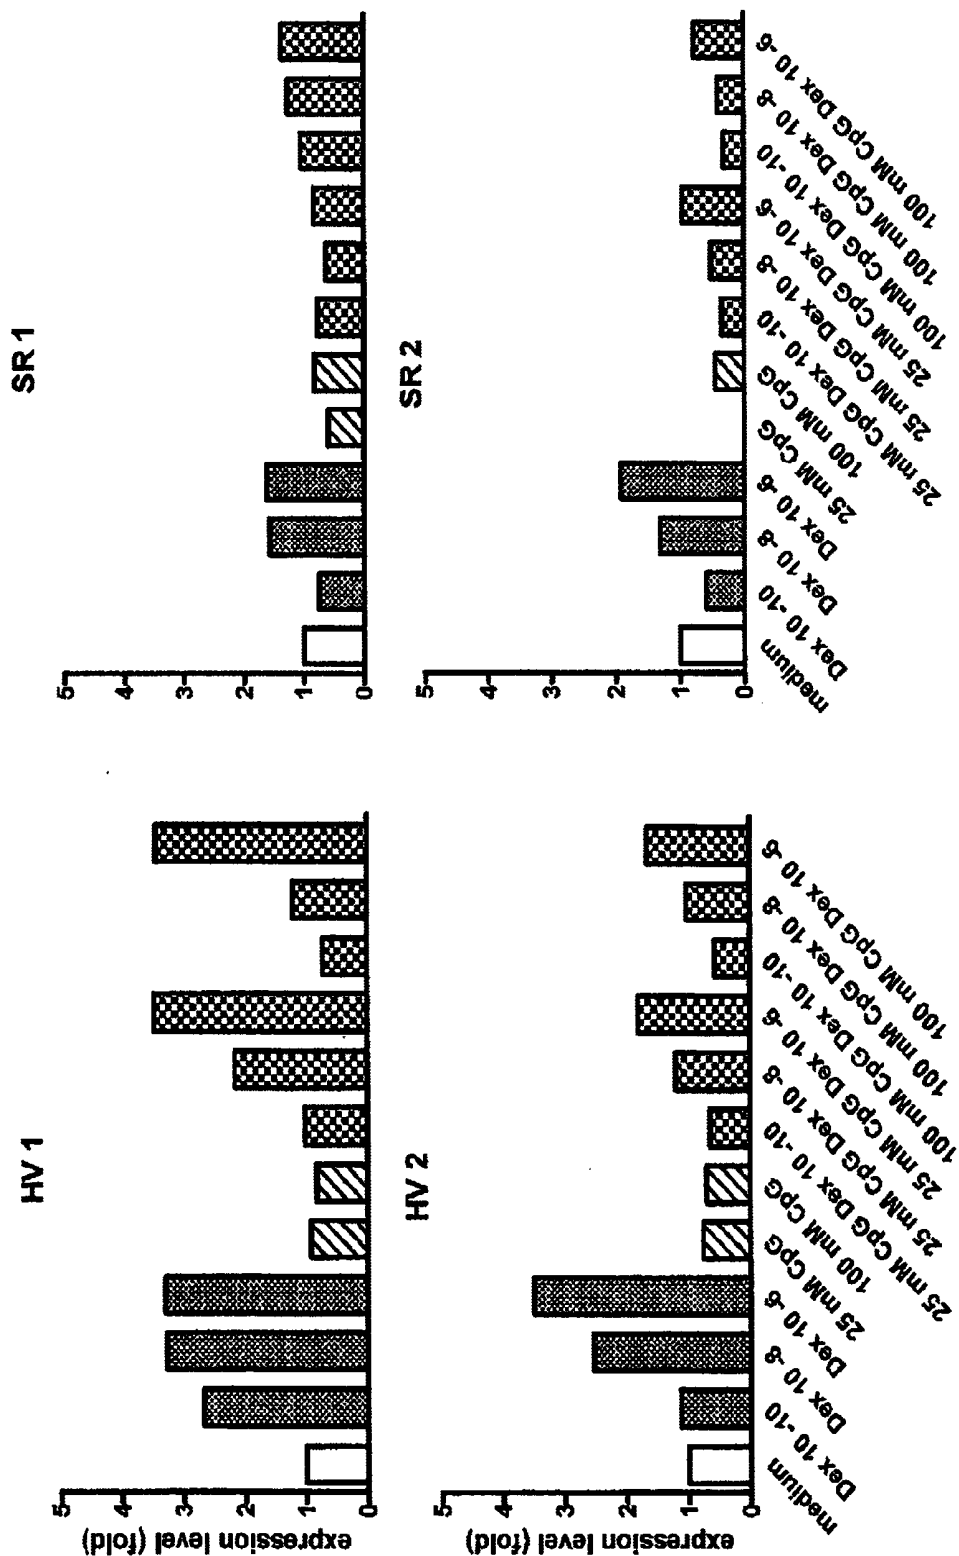 HV 1
expression level (fold)
5
4
3
2
1
0
SR 1
5
4
3
2
1
0
HV 2
expression level (fold)
5
4
3
2
1
0
medium
Dex 10 -10
Dex 10 -8
Dex 10 -6
25 mM CpG
100 mM CpG
25 mM CpG Dex 10 -10
25 mM CpG Dex 10 -8
25 mM CpG Dex 10 -6
100 mM CpG Dex 10 -10
100 mM CpG Dex 10 -8
100 mM CpG Dex 10 -6
SR 2
5
4
3
2
1
0
medium
Dex 10 -10
Dex 10 -8
Dex 10 -6
25 mM CpG
100 mM CpG
25 mM CpG Dex 10 -10
25 mM CpG Dex 10 -8
25 mM CpG Dex 10 -6
100 mM CpG Dex 10 -10
100 mM CpG Dex 10 -8
100 mM CpG Dex 10 -6